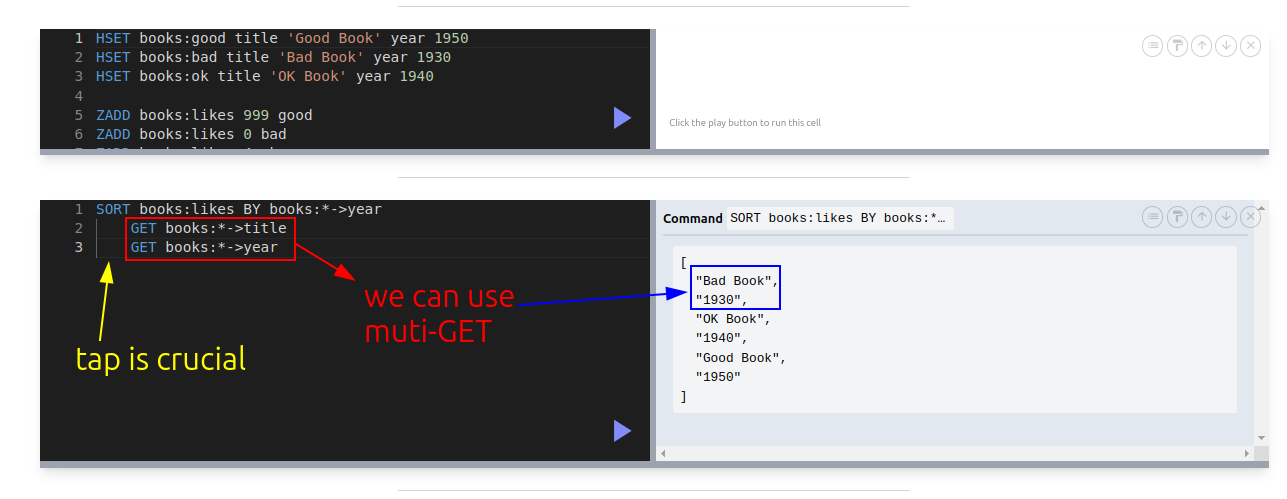 1 HSET books:good title 'Good Book' year 1950
2 HSET books:bad title 'Bad Book' year 1930
3 HSET books:ok title 'OK Book' year 1940
4
5 ZADD books:likes 999 good
6 ZADD books:likes 0 bad
Click the play button to run this cell
1 SORT books:likes BY books:*->year
2 GET books:*->title
3 GET books:*->year
we can use
muti-GET
tap is crucial
Command SORT books:likes BY books:*…
[
"Bad Book",
"1930",
"OK Book",
"1940",
"Good Book",
"1950"
]